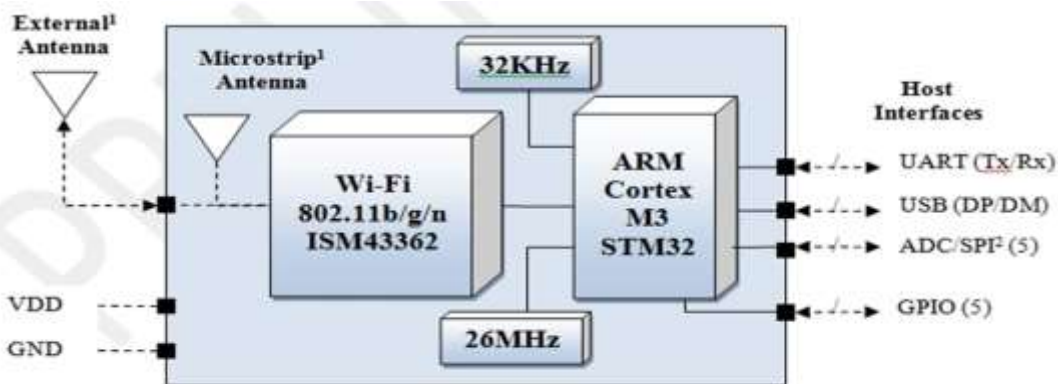 External¹
Antenna
Microstrip¹
Antenna
32KHz
Host
Interfaces
Wi-Fi
802.11b/g/n
ISM43362
ARM
Cortex
M3
STM32
UART (Tx/Rx)
USB (DP/DM)
ADC/SPI² (5)
GPIO (5)
VDD
GND
26MHz